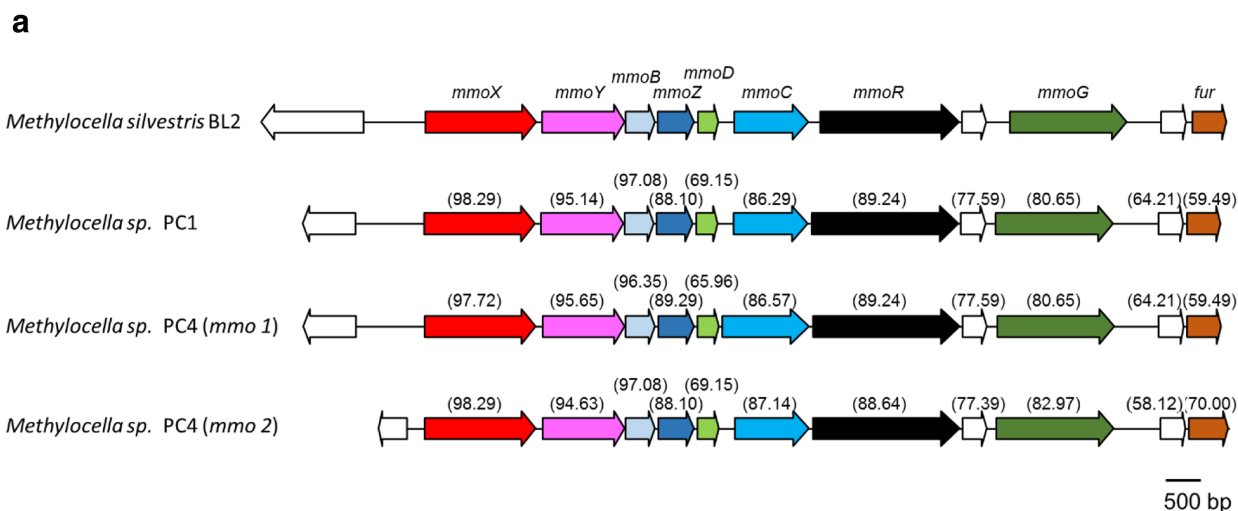 a
mmoB mmoD
mmoX mmoY mmoZ mmoC mmoR mmoG fur
Methylocella silvestris BL2
(97.08) (69.15)
(98.29) (95.14) (88.10) (86.29) (89.24) (77.59) (80.65) (64.21) (59.49)
Methylocella sp. PC1
(96.35) (65.96)
(97.72) (95.65) (89.29) (86.57) (89.24) (77.59) (80.65) (64.21) (59.49)
Methylocella sp. PC4 (mmo 1)
(97.08) (69.15)
(98.29) (94.63) (88.10) (87.14) (88.64) (77.39) (82.97) (58.12) (70.00)
Methylocella sp. PC4 (mmo 2)
500 bp